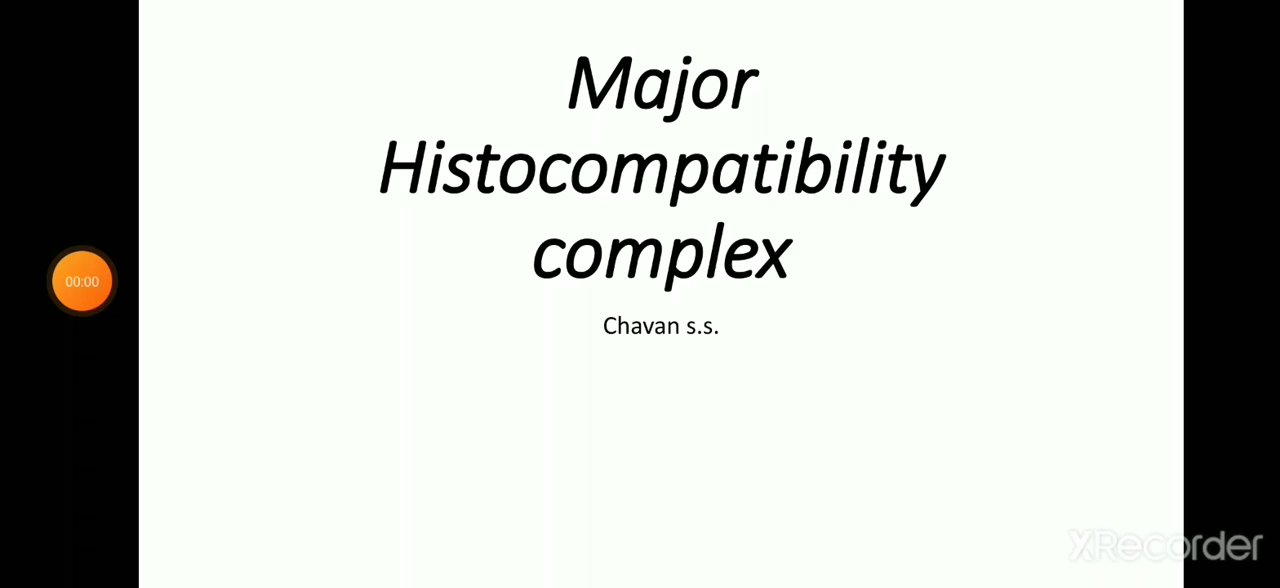 Major
Histocompatibility
complex
Chavan s.s.
00:00
XRecorder